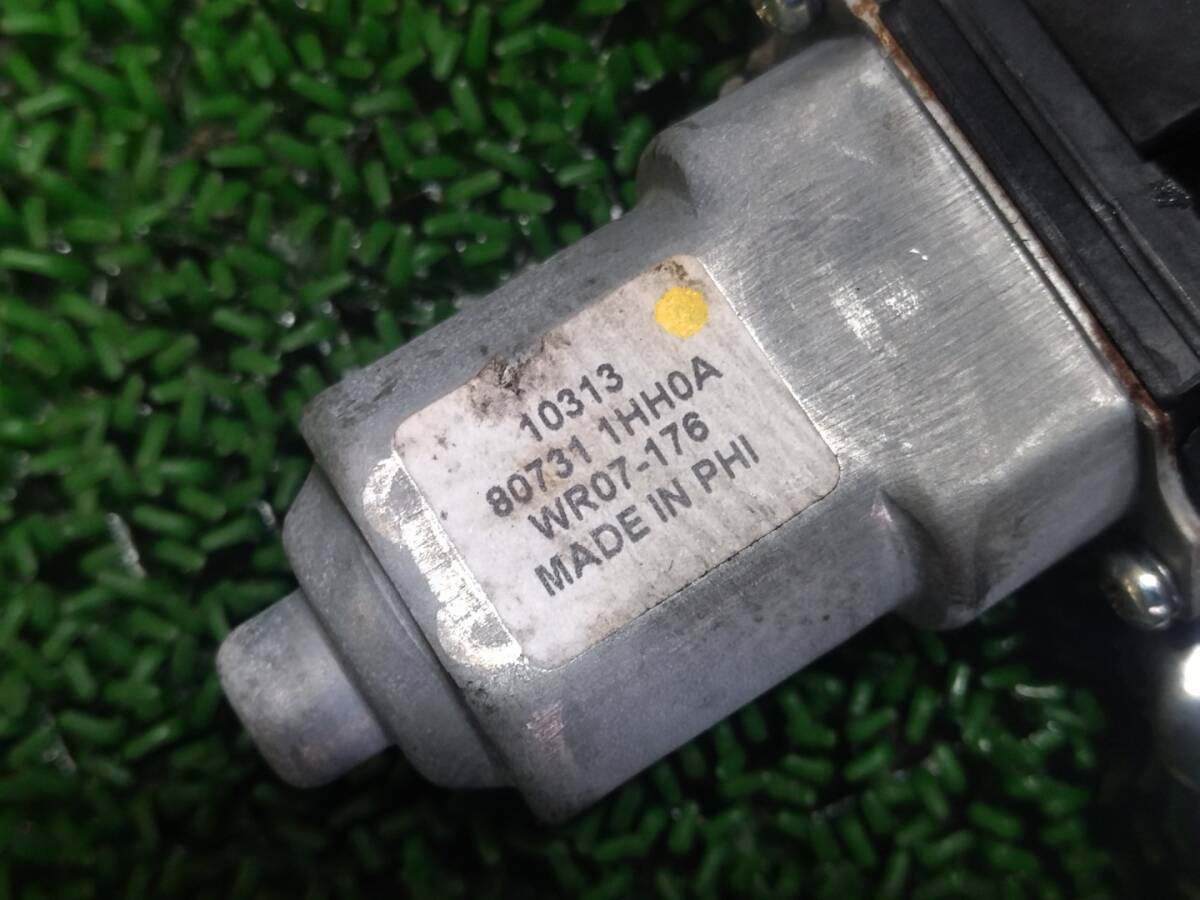 10313
80731 1HH0A
WR07-176
MADE IN PHI